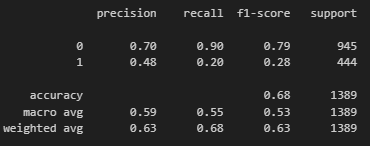 precision recall f1-score support
0 0.70 0.90 0.79 945
1 0.48 0.20 0.28 444
accuracy 0.68 1389
macro avg 0.59 0.55 0.53 1389
weighted avg 0.63 0.68 0.63 1389